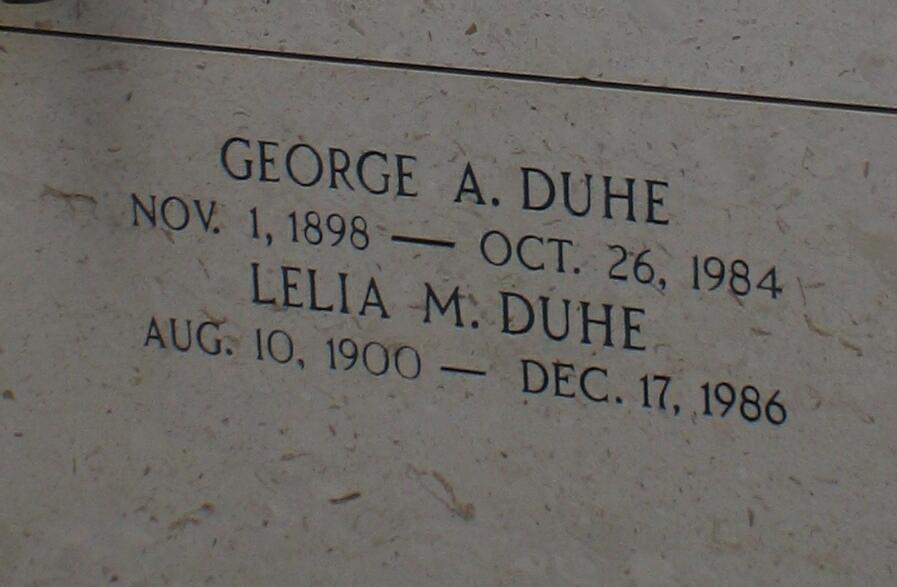 GEORGE A. DUHE
NOV. 1, 1898 — OCT. 26, 1984
LELIA M. DUHE
AUG. 10, 1900 — DEC. 17, 1986